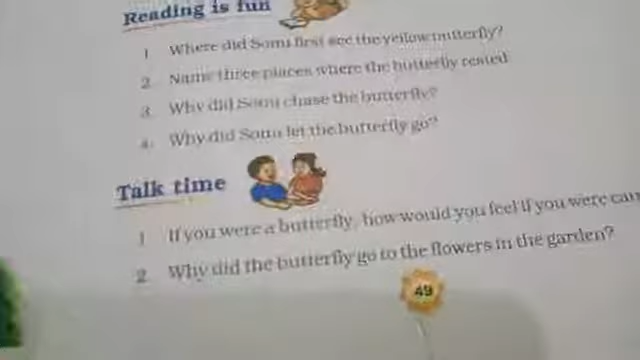 Reading is fun
1 Where did Sonu first see the yellow butterfly?
2. Name three places where the butterfly rested
3. Why did Sonu chase the butterfly?
4. Why did Sonu let the butterfly go?
Talk time
1 If you were a butterfly, how would you feel if you were
2 Why did the butterfly go to the flowers in the garden?
49